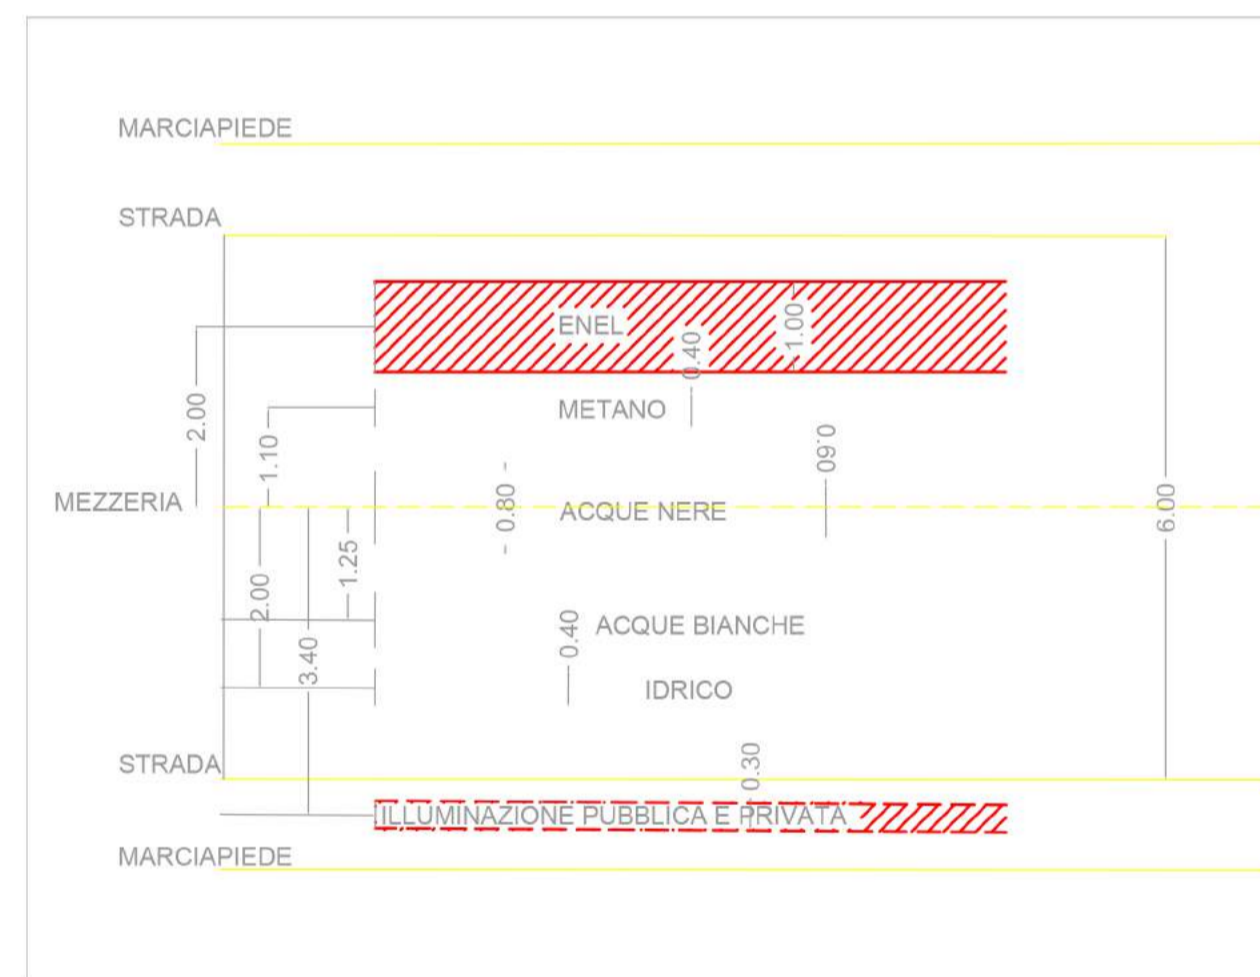 MARCIAPIEDE
STRADA
ENEL
1.00
0.40
2.00
METANO
1.10
0.60
MEZZERIA
0.80
ACQUE NERE
6.00
1.25
2.00
0.40
ACQUE BIANCHE
3.40
IDRICO
STRADA
0.30
ILLUMINAZIONE PUBBLICA E PRIVATA
MARCIAPIEDE